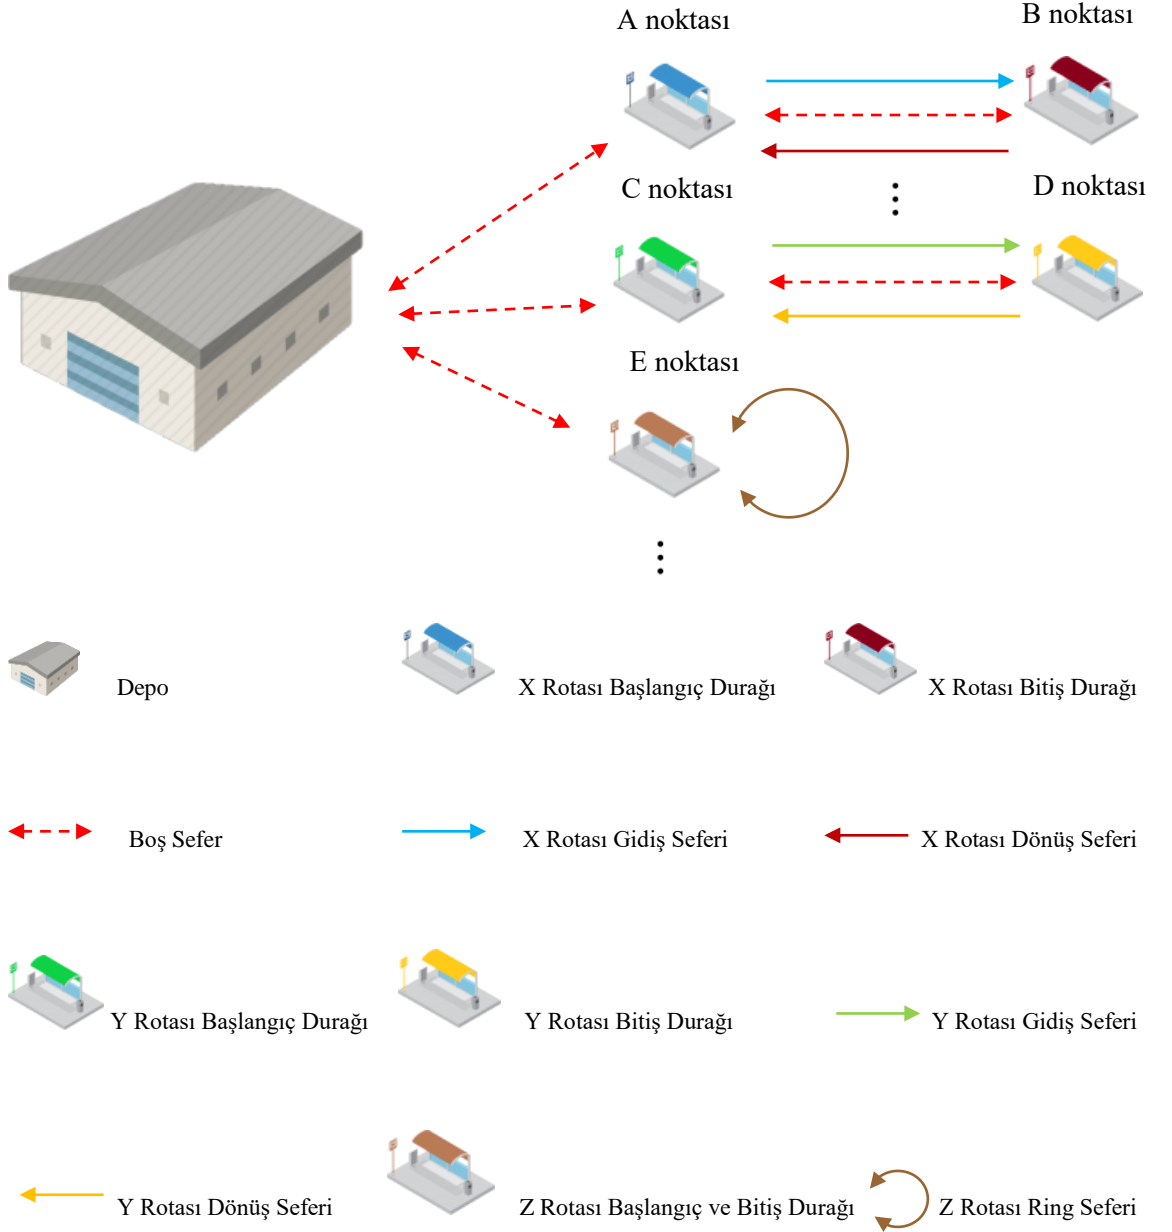 A noktası
B noktası
C noktası
D noktası
E noktası
Depo
X Rotası Başlangıç Durağı
X Rotası Bitiş Durağı
Boş Sefer
X Rotası Gidiş Seferi
X Rotası Dönüş Seferi
Y Rotası Başlangıç Durağı
Y Rotası Bitiş Durağı
Y Rotası Gidiş Seferi
Y Rotası Dönüş Seferi
Z Rotası Başlangıç ve Bitiş Durağı
Z Rotası Ring Seferi